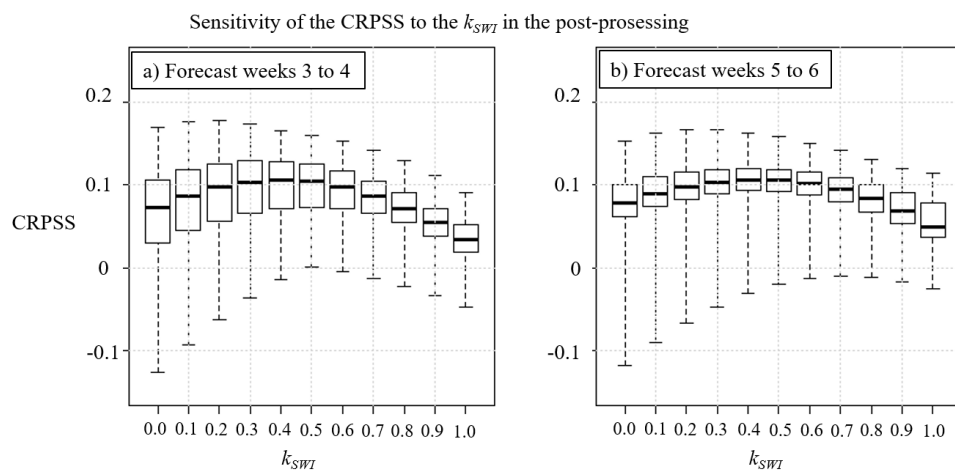 Sensitivity of the CRPSS to the kSWI in the post-prosessing
a) Forecast weeks 3 to 4
b) Forecast weeks 5 to 6
CRPSS
0.2
0.1
0
-0.1
0.2
0.1
0
-0.1
0.0 0.1 0.2 0.3 0.4 0.5 0.6 0.7 0.8 0.9 1.0
0.0 0.1 0.2 0.3 0.4 0.5 0.6 0.7 0.8 0.9 1.0
kSWI
kSWI